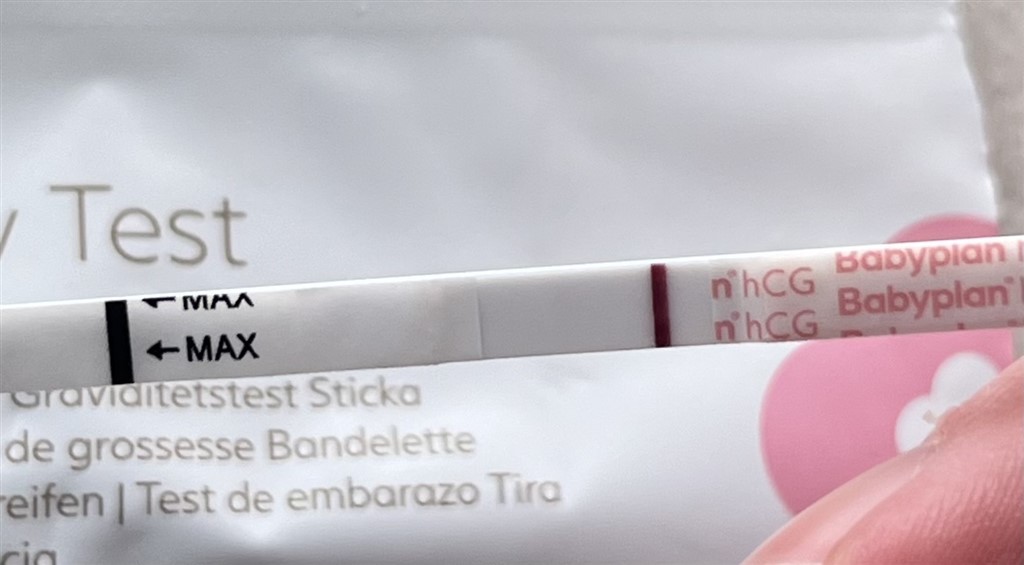 Test
MAX
MAX
n°hCG Babyplan
n°hCG Babyplan
Graviditetstest Sticka
de grossesse Bandelette
reifen | Test de embarazo Tira